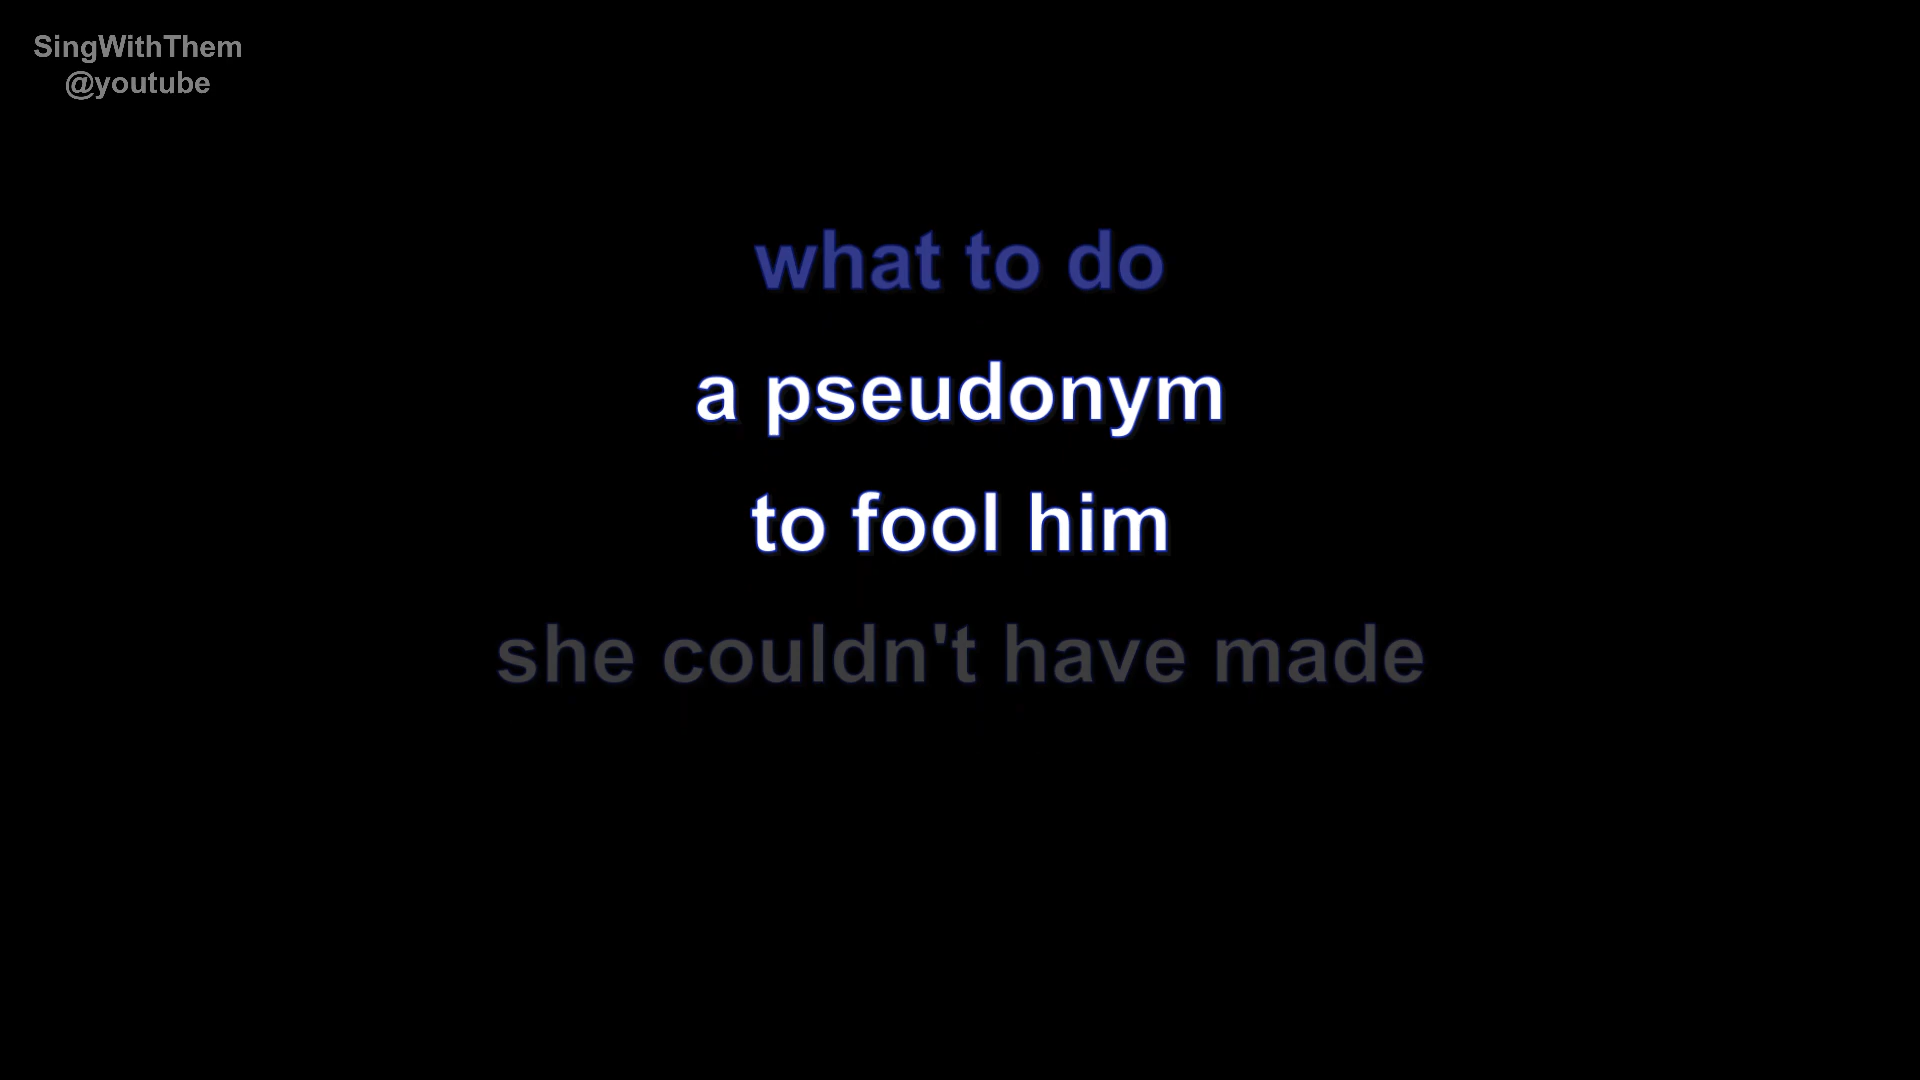 SingWithThem
@youtube
what to do
a pseudonym
to fool him
she couldn't have made